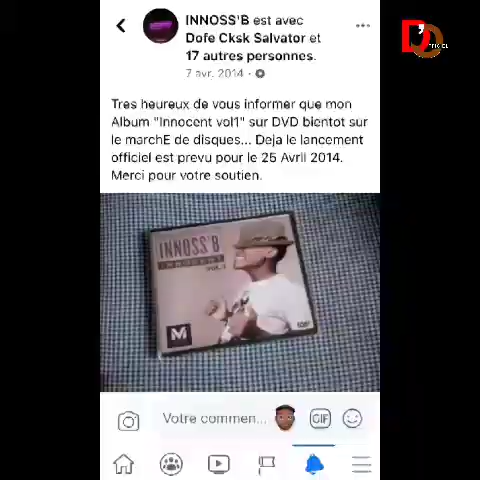 INNOSS'B est avec
Dofe Cksk Salvator et
17 autres personnes.
7 avr. 2014
Tres heureux de vous informer que mon
Album "Innocent vol1" sur DVD bientot sur
le marchE de disques... Deja le lancement
officiel est prevu pour le 25 Avril 2014.
Merci pour votre soutien.
INNOSS'B
INNOCENT
VOL.1
M
DVD
Votre commen...
GIF